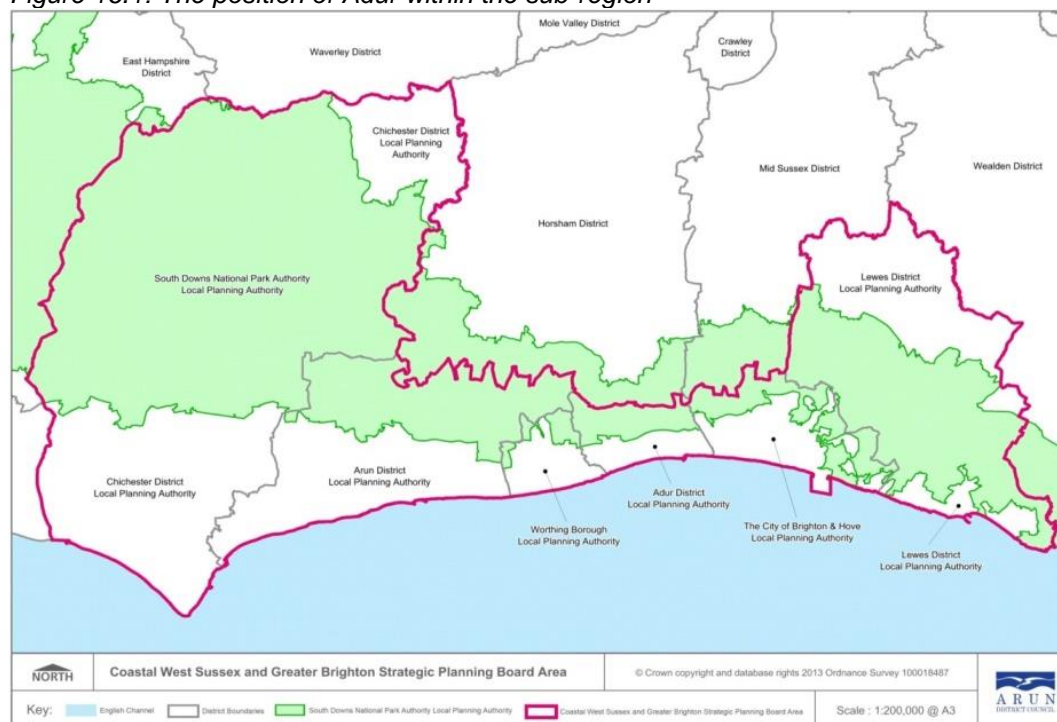 Figure 16.1: The position of Adur within the sub-region
Mole Valley District
Crawley
District
Waverley District
East Hampshire
District
Chichester District
Local Planning
Authority
Mid Sussex District
Wealden District
Horsham District
South Downs National Park Authority
Local Planning Authority
Lewes District
Local Planning Authority
Chichester District
Local Planning Authority
Arun District
Local Planning Authority
Adur District
Local Planning Authority
Worthing Borough
Local Planning Authority
The City of Brighton & Hove
Local Planning Authority
Lewes District
Local Planning Authority
NORTH
Coastal West Sussex and Greater Brighton Strategic Planning Board Area
© Crown copyright and database rights 2013 Ordnance Survey 100018487
Key:
English Channel
District Boundaries
South Downs National Park Authority Local Planning Authority
Coastal West Sussex and Greater Brighton Strategic Planning Board Area
Scale : 1:200,000 @ A3
ARUN
DISTRICT COUNCIL